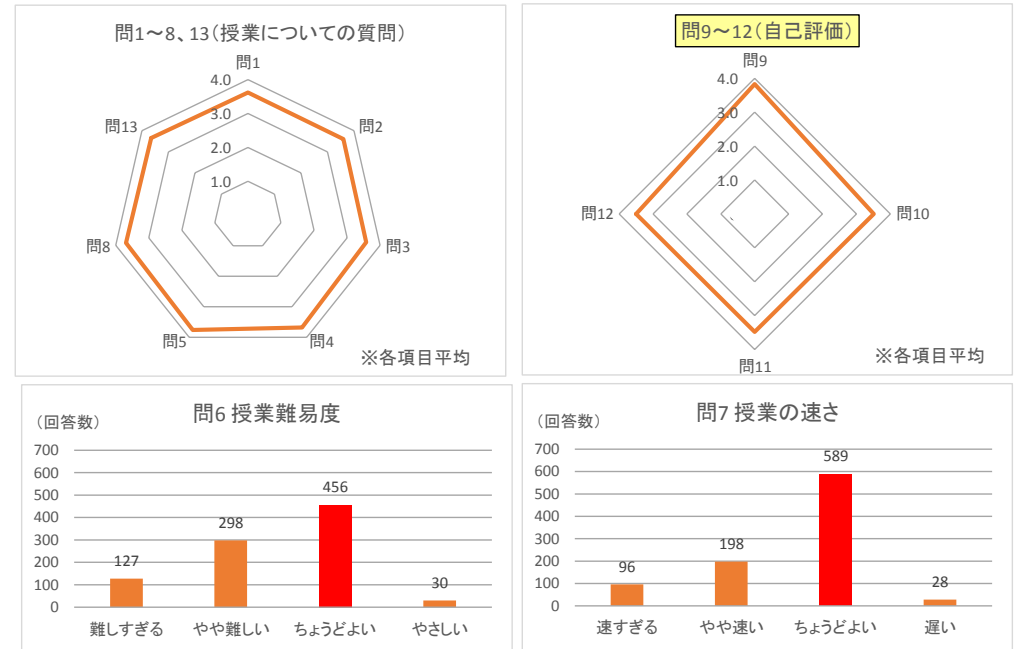 問1～8、13（授業についての質問）
問1
4.0
3.0
2.0
1.0
問2
問3
問4
問5
問8
問13
※各項目平均
問9～12（自己評価）
問9
4.0
3.0
2.0
1.0
問10
問11
問12
※各項目平均
問6 授業難易度
（回答数）
700
600
500
400
300
200
100
0
127
298
456
30
難しすぎる
やや難しい
ちょうどよい
やさしい
問7 授業の速さ
（回答数）
700
600
500
400
300
200
100
0
96
198
589
28
速すぎる
やや速い
ちょうどよい
遅い